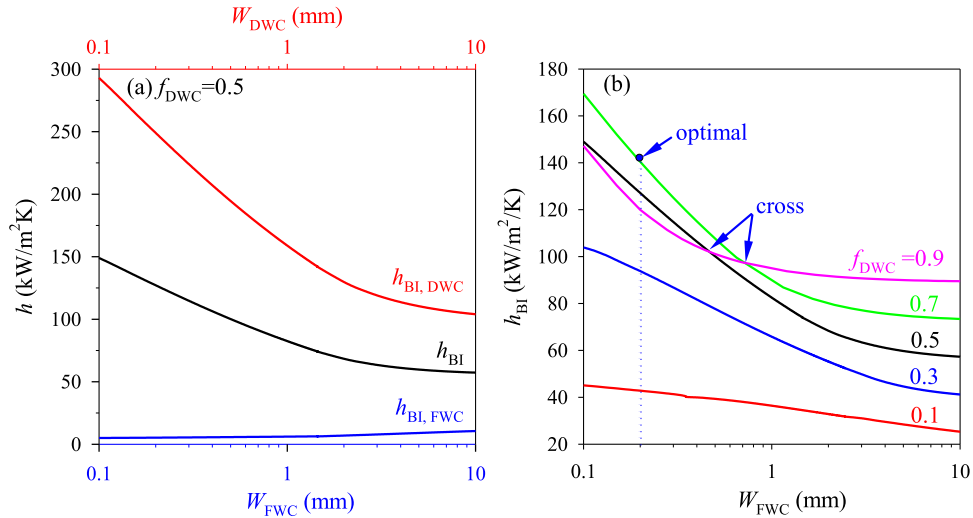 W_DWC (mm)
0.1 1 10
(a) f_DWC=0.5
300
250
200
150
100
50
0
h (kW/m²K)
h_BI, DWC
h_BI
h_BI, FWC
0.1 1 10
W_FWC (mm)
(b)
180
160
140
120
100
80
60
40
20
h_BI (kW/m²/K)
optimal
cross
f_DWC =0.9
0.7
0.5
0.3
0.1
0.1 1 10
W_FWC (mm)